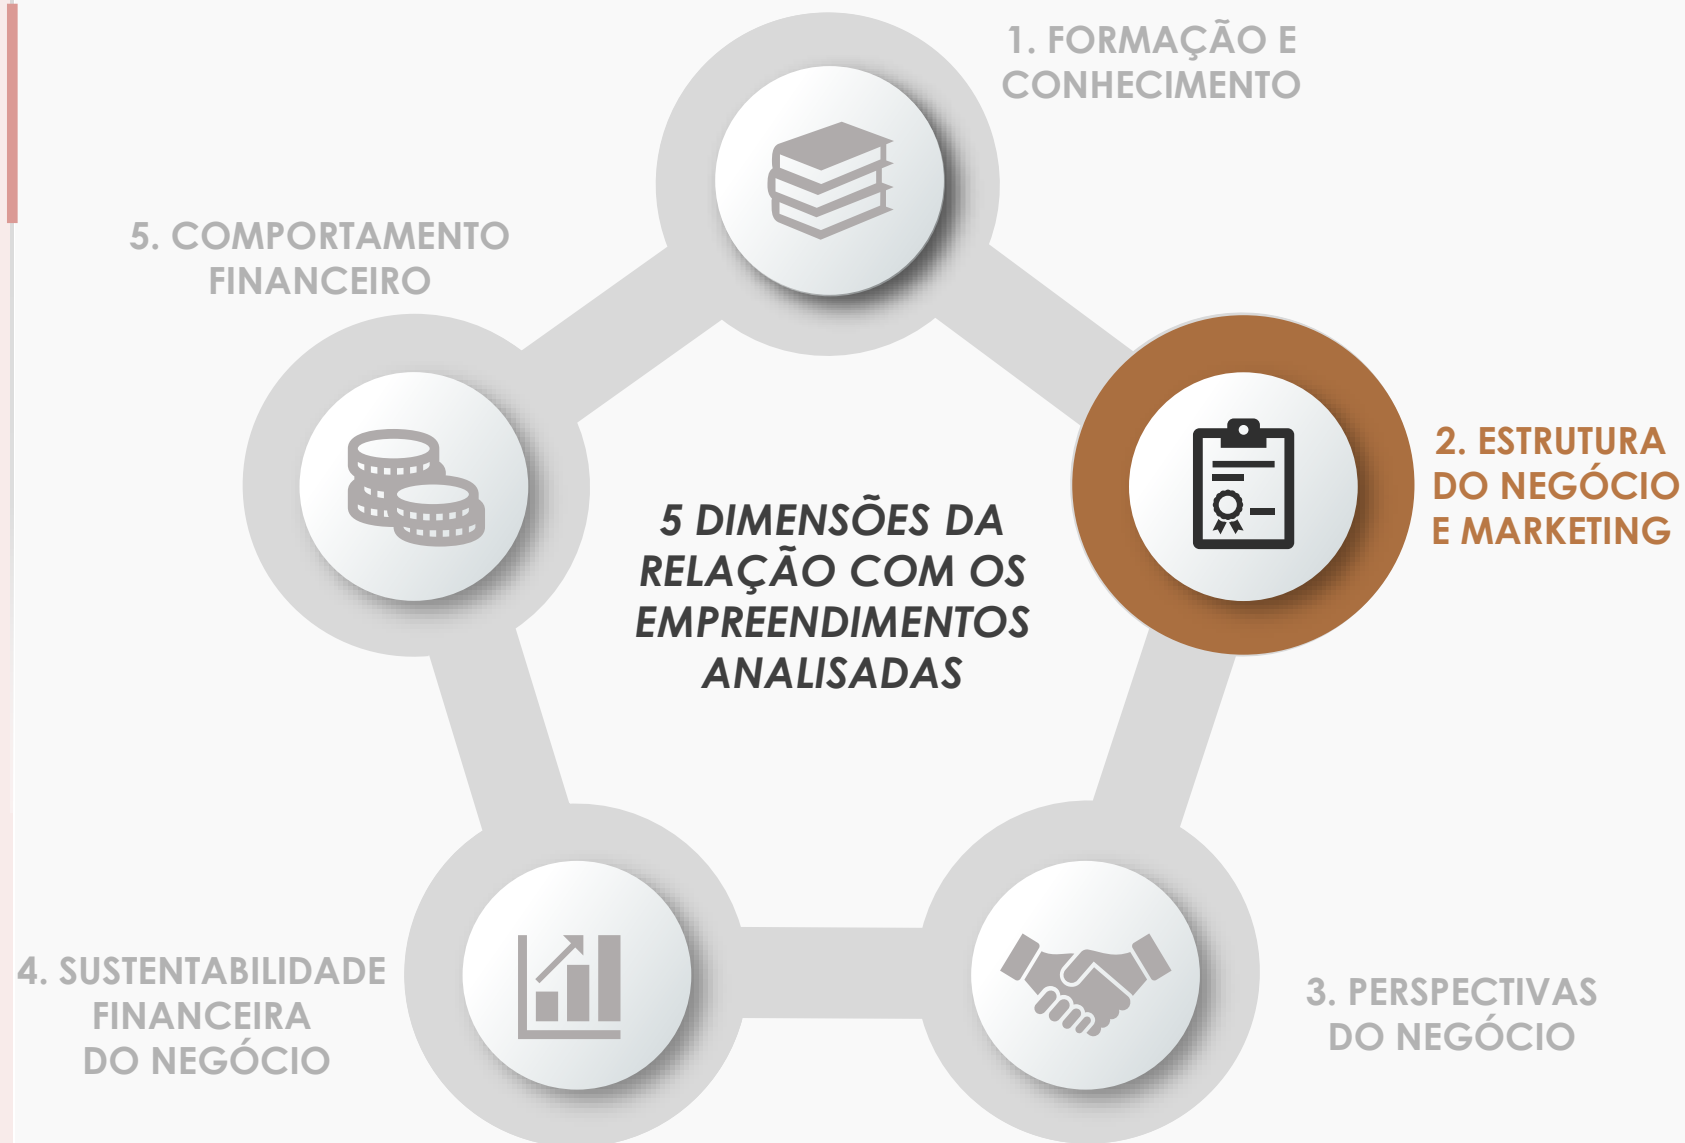 1. FORMAÇÃO E
CONHECIMENTO
5. COMPORTAMENTO
FINANCEIRO
2. ESTRUTURA
DO NEGÓCIO
E MARKETING
5 DIMENSÕES DA
RELAÇÃO COM OS
EMPREENDIMENTOS
ANALISADAS
4. SUSTENTABILIDADE
FINANCEIRA
DO NEGÓCIO
3. PERSPECTIVAS
DO NEGÓCIO